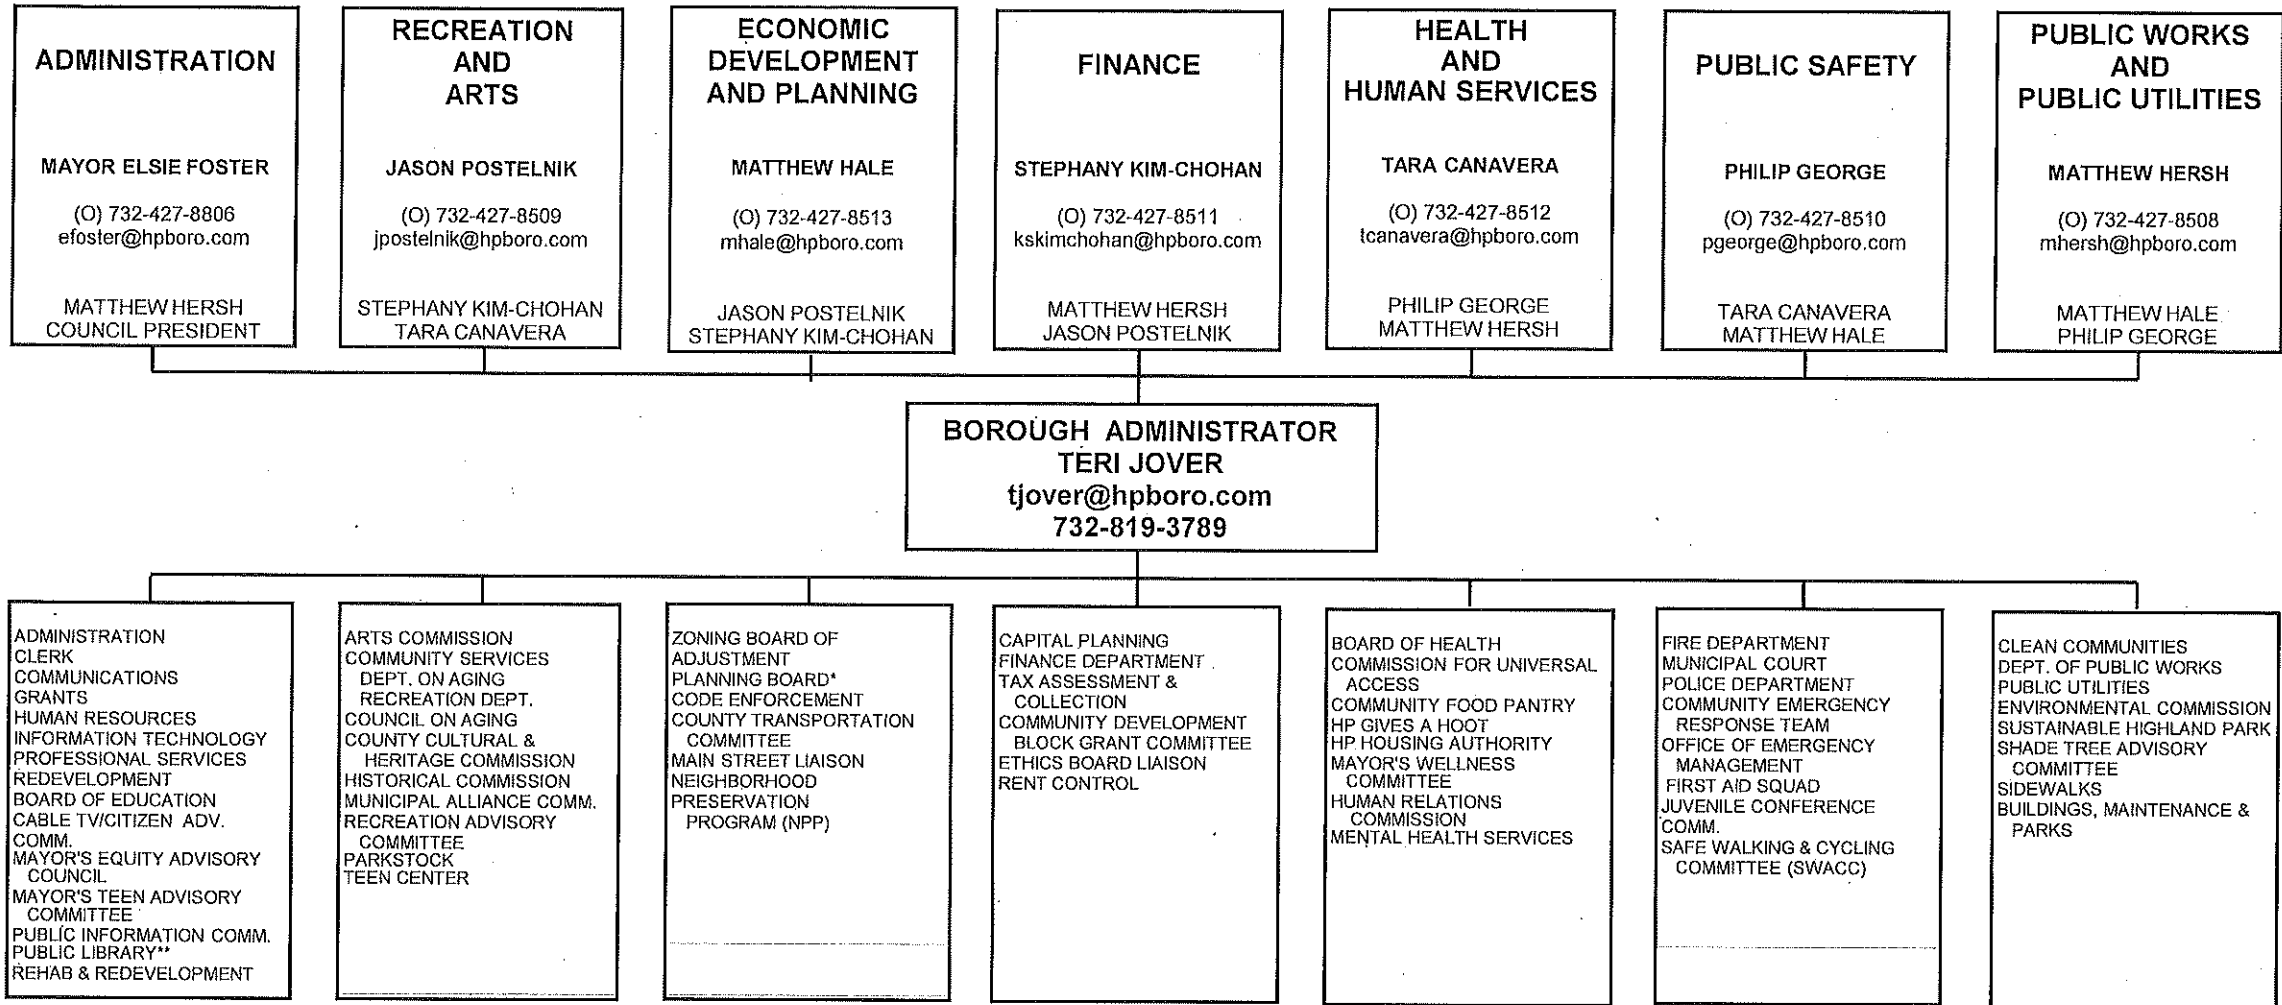 ADMINISTRATION
MAYOR ELSIE FOSTER
(O) 732-427-8806
efoster@hpboro.com
MATTHEW HERSH
COUNCIL PRESIDENT
RECREATION
AND
ARTS
JASON POSTELNIK
(O) 732-427-8509
jpostelnik@hpboro.com
STEPHANY KIM-CHOHAN
TARA CANAVERA
ECONOMIC
DEVELOPMENT
AND PLANNING
MATTHEW HALE
(O) 732-427-8513
mhale@hpboro.com
JASON POSTELNIK
STEPHANY KIM-CHOHAN
FINANCE
STEPHANY KIM-CHOHAN
(O) 732-427-8511
kskimchohan@hpboro.com
MATTHEW HERSH
JASON POSTELNIK
HEALTH
AND
HUMAN SERVICES
TARA CANAVERA
(O) 732-427-8512
tcanavera@hpboro.com
PHILIP GEORGE
MATTHEW HERSH
PUBLIC SAFETY
PHILIP GEORGE
(O) 732-427-8510
pgeorge@hpboro.com
TARA CANAVERA
MATTHEW HALE
PUBLIC WORKS
AND
PUBLIC UTILITIES
MATTHEW HERSH
(O) 732-427-8508
mhersh@hpboro.com
MATTHEW HALE
PHILIP GEORGE
BOROUGH ADMINISTRATOR
TERI JOVER
tjover@hpboro.com
732-819-3789
ADMINISTRATION
CLERK
COMMUNICATIONS
GRANTS
HUMAN RESOURCES
INFORMATION TECHNOLOGY
PROFESSIONAL SERVICES
REDEVELOPMENT
BOARD OF EDUCATION
CABLE TV/CITIZEN ADV.
COMM.
MAYOR'S EQUITY ADVISORY
COUNCIL
MAYOR'S TEEN ADVISORY
COMMITTEE
PUBLIC INFORMATION COMM.
PUBLIC LIBRARY**
REHAB & REDEVELOPMENT
ARTS COMMISSION
COMMUNITY SERVICES
DEPT. ON AGING
RECREATION DEPT.
COUNCIL ON AGING
COUNTY CULTURAL &
HERITAGE COMMISSION
HISTORICAL COMMISSION
MUNICIPAL ALLIANCE COMM.
RECREATION ADVISORY
COMMITTEE
PARKSTOCK
TEEN CENTER
ZONING BOARD OF
ADJUSTMENT
PLANNING BOARD*
CODE ENFORCEMENT
COUNTY TRANSPORTATION
COMMITTEE
MAIN STREET LIAISON
NEIGHBORHOOD
PRESERVATION
PROGRAM (NPP)
CAPITAL PLANNING
FINANCE DEPARTMENT
TAX ASSESSMENT &
COLLECTION
COMMUNITY DEVELOPMENT
BLOCK GRANT COMMITTEE
ETHICS BOARD LIAISON
RENT CONTROL
BOARD OF HEALTH
COMMISSION FOR UNIVERSAL
ACCESS
COMMUNITY FOOD PANTRY
HP GIVES A HOOT
HP HOUSING AUTHORITY
MAYOR'S WELLNESS
COMMITTEE
HUMAN RELATIONS
COMMISSION
MENTAL HEALTH SERVICES
FIRE DEPARTMENT
MUNICIPAL COURT
POLICE DEPARTMENT
COMMUNITY EMERGENCY
RESPONSE TEAM
OFFICE OF EMERGENCY
MANAGEMENT
FIRST AID SQUAD
JUVENILE CONFERENCE
COMM.
SAFE WALKING & CYCLING
COMMITTEE (SWACC)
CLEAN COMMUNITIES
DEPT. OF PUBLIC WORKS
PUBLIC UTILITIES
ENVIRONMENTAL COMMISSION
SUSTAINABLE HIGHLAND PARK
SHADE TREE ADVISORY
COMMITTEE
SIDEWALKS
BUILDINGS, MAINTENANCE &
PARKS